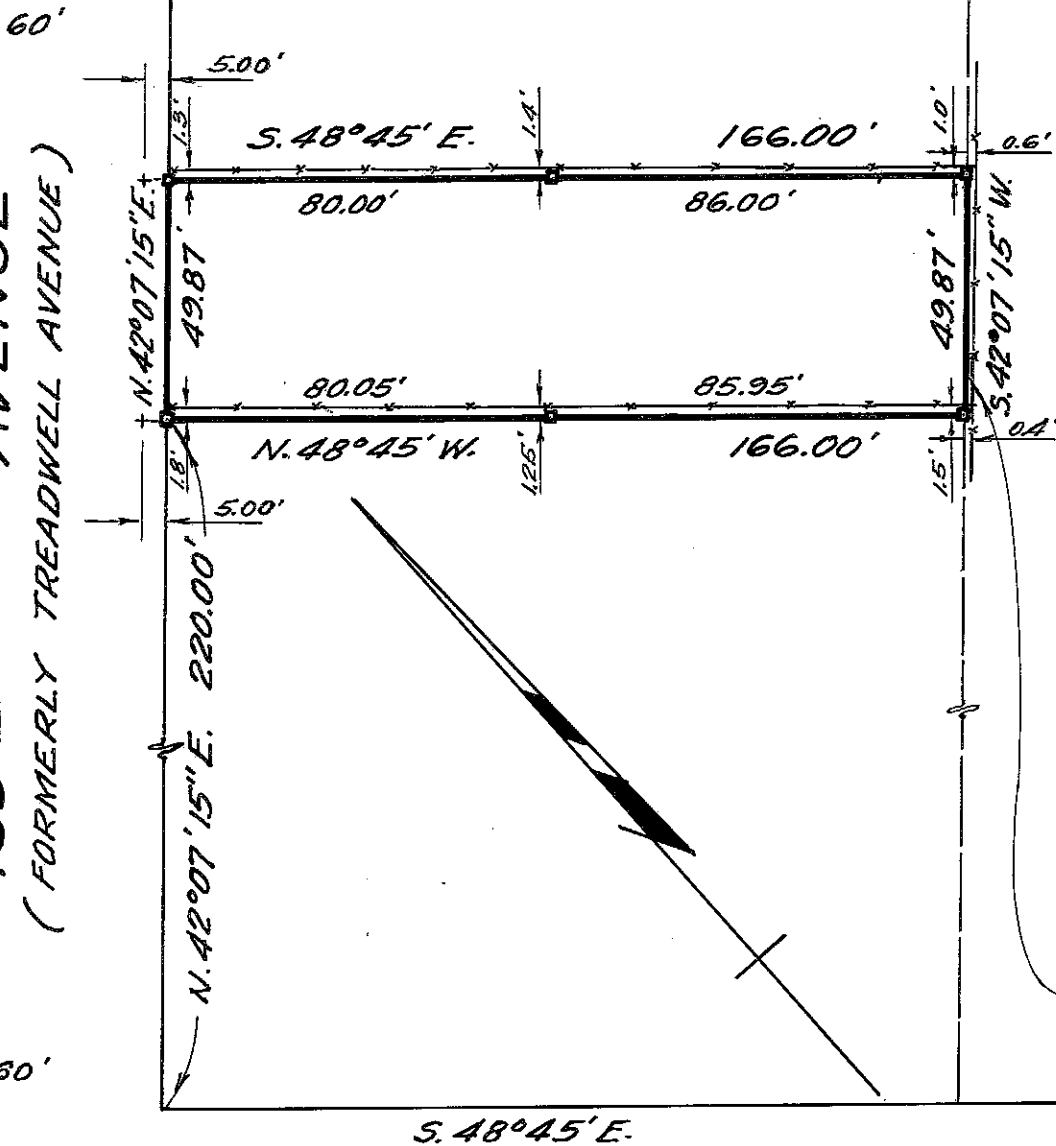 60'
5.00'
1.3'
1.4'
1.0'
0.6'
S. 48°45' E.
166.00'
80.00'
86.00'
N. 42°07'15" E.
49.87'
49.87'
S. 42°07'15" W.
80.05'
85.95'
N. 48°45' W.
166.00'
0.4'
1.8'
1.25'
1.5'
5.00'
N. 42°07'15" E. 220.00'
(FORMERLY TREADWELL AVENUE)
S. 48°45' E.